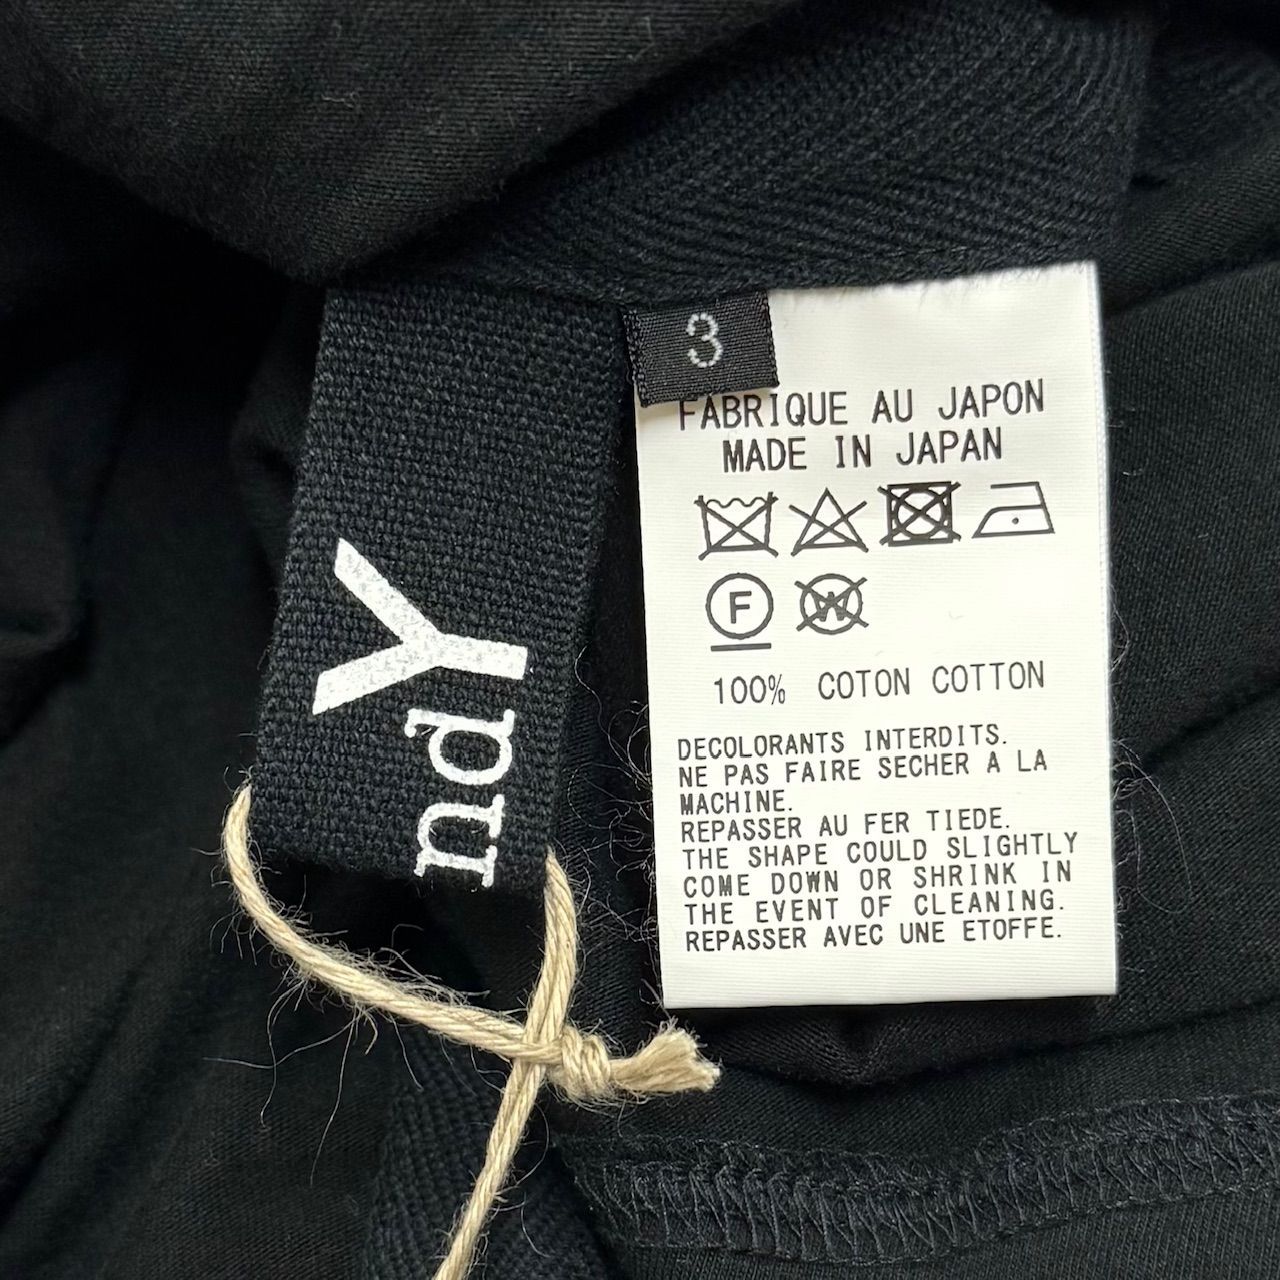 3
FABRIQUE AU JAPON
MADE IN JAPAN
F W
100% COTON COTTON
DECOLORANTS INTERDITS.
NE PAS FAIRE SECHER A LA
MACHINE.
REPASSER AU FER TIEDE.
THE SHAPE COULD SLIGHTLY
COME DOWN OR SHRINK IN
THE EVENT OF CLEANING.
REPASSER AVEC UNE ETOFFE.
Y
nd